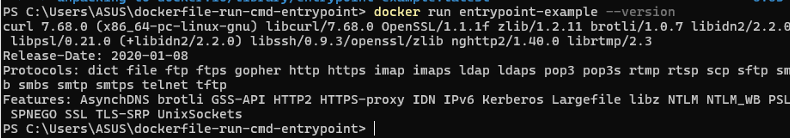 PS C:\Users\ASUS\dockerfile-run-cmd-entrypoint> docker run entrypoint-example --version
curl 7.68.0 (x86_64-pc-linux-gnu) libcurl/7.68.0 OpenSSL/1.1.1f zlib/1.2.11 brotli/1.0.7 libidn2/2.2.0
libpsl/0.21.0 (+libidn2/2.2.0) libssh/0.9.3/openssl/zlib nghttp2/1.40.0 librtmp/2.3
Release-Date: 2020-01-08
Protocols: dict file ftp ftps gopher http https imap imaps ldap ldaps pop3 pop3s rtmp rtsp scp sftp sm
b smbs smtp smtps telnet tftp
Features: AsynchDNS brotli GSS-API HTTP2 HTTPS-proxy IDN IPv6 Kerberos Largefile libz NTLM NTLM_WB PSL
SPNEGO SSL TLS-SRP UnixSockets
PS C:\Users\ASUS\dockerfile-run-cmd-entrypoint>